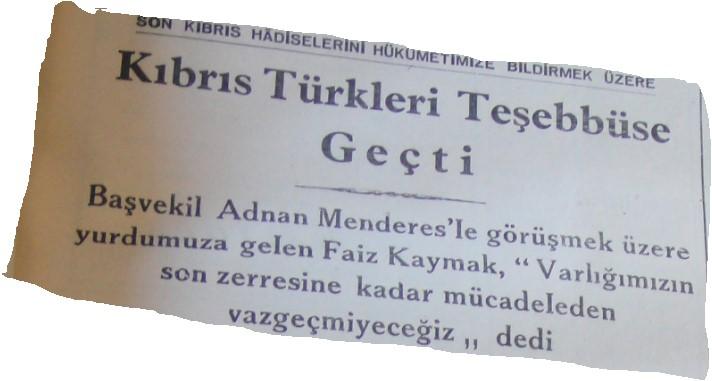 SON KIBRIS HÂDİSELERİNİ HÜKÛMETİMİZE BİLDİRMEK ÜZERE
Kıbrıs Türkleri Teşebbüse
Geçti
Başvekil Adnan Menderes'le görüşmek üzere
yurdumuza gelen Faiz Kaymak, “ Varlığımızın
son zerresine kadar mücadeleden
vazgeçmiyeceğiz „ dedi